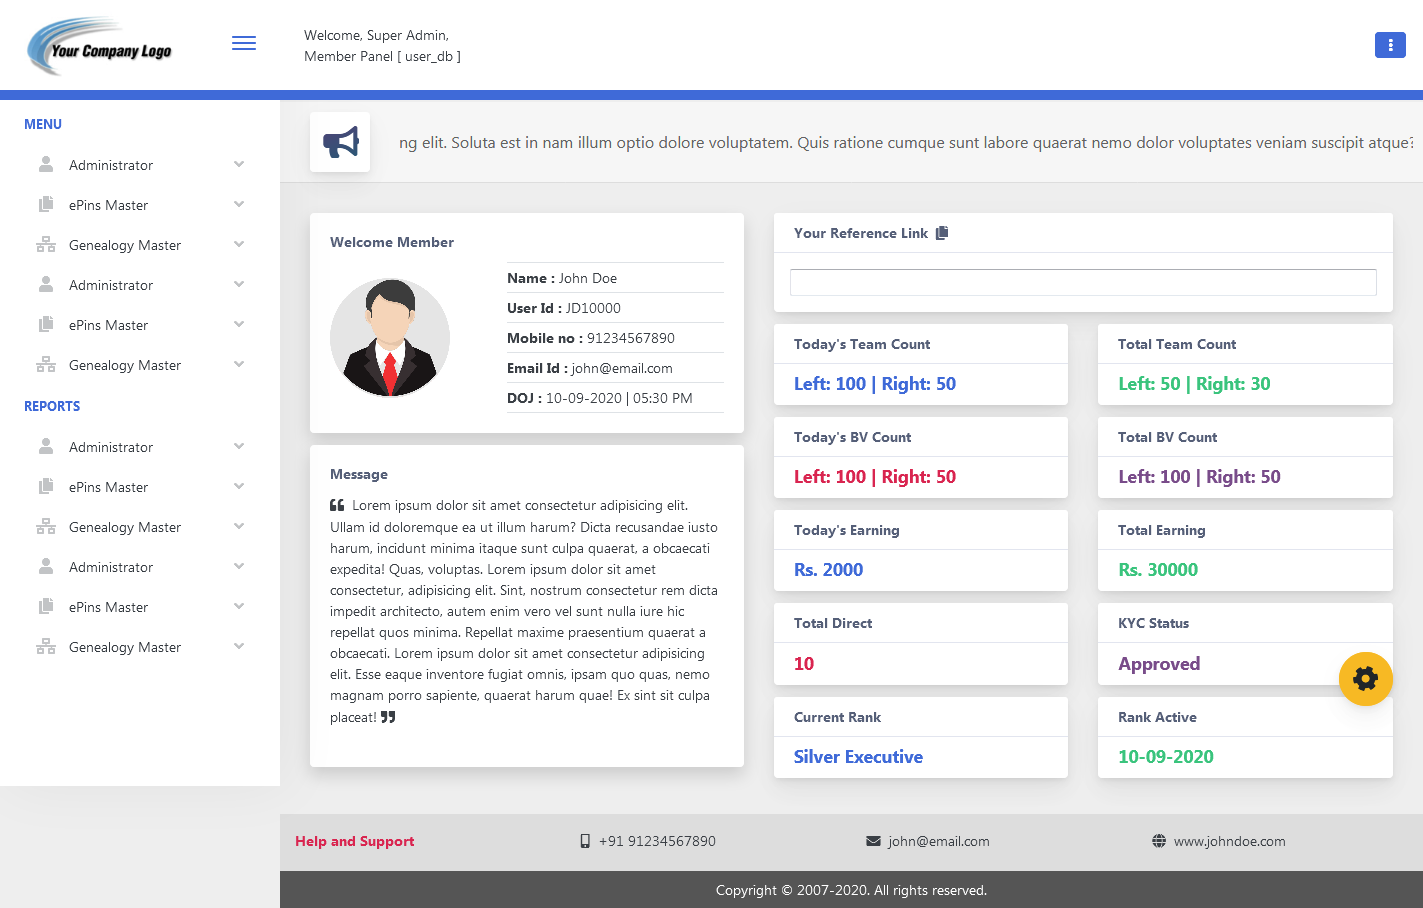 Your Company Logo
Welcome, Super Admin,
Member Panel [ user_db ]
MENU
Administrator
ePins Master
Genealogy Master
Administrator
ePins Master
Genealogy Master
REPORTS
Administrator
ePins Master
Genealogy Master
Administrator
ePins Master
Genealogy Master
ng elit. Soluta est in nam illum optio dolore voluptatem. Quis ratione cumque sunt labore quaerat nemo dolor voluptates veniam suscipit atque?
Welcome Member
Name : John Doe
User Id : JD10000
Mobile no : 91234567890
Email Id : john@email.com
DOJ : 10-09-2020 | 05:30 PM
Message
❝ Lorem ipsum dolor sit amet consectetur adipisicing elit.
Ullam id doloremque ea ut illum harum? Dicta recusandae iusto
harum, incidunt minima itaque sunt culpa quaerat, a obcaecati
expedita! Quas, voluptas. Lorem ipsum dolor sit amet
consectetur, adipisicing elit. Sint, nostrum consectetur rem dicta
impedit architecto, autem enim vero vel sunt nulla iure hic
repellat quos minima. Repellat maxime praesentium quaerat a
obcaecati. Lorem ipsum dolor sit amet consectetur adipisicing
elit. Esse eaque inventore fugiat omnis, ipsam quo quas, nemo
magnam porro sapiente, quaerat harum quae! Ex sint sit culpa
placeat! ❞
Your Reference Link
Today's Team Count
Left: 100 | Right: 50
Total Team Count
Left: 50 | Right: 30
Today's BV Count
Left: 100 | Right: 50
Total BV Count
Left: 100 | Right: 50
Today's Earning
Rs. 2000
Total Earning
Rs. 30000
Total Direct
10
KYC Status
Approved
Current Rank
Silver Executive
Rank Active
10-09-2020
Help and Support
+91 91234567890
john@email.com
www.johndoe.com
Copyright © 2007-2020. All rights reserved.